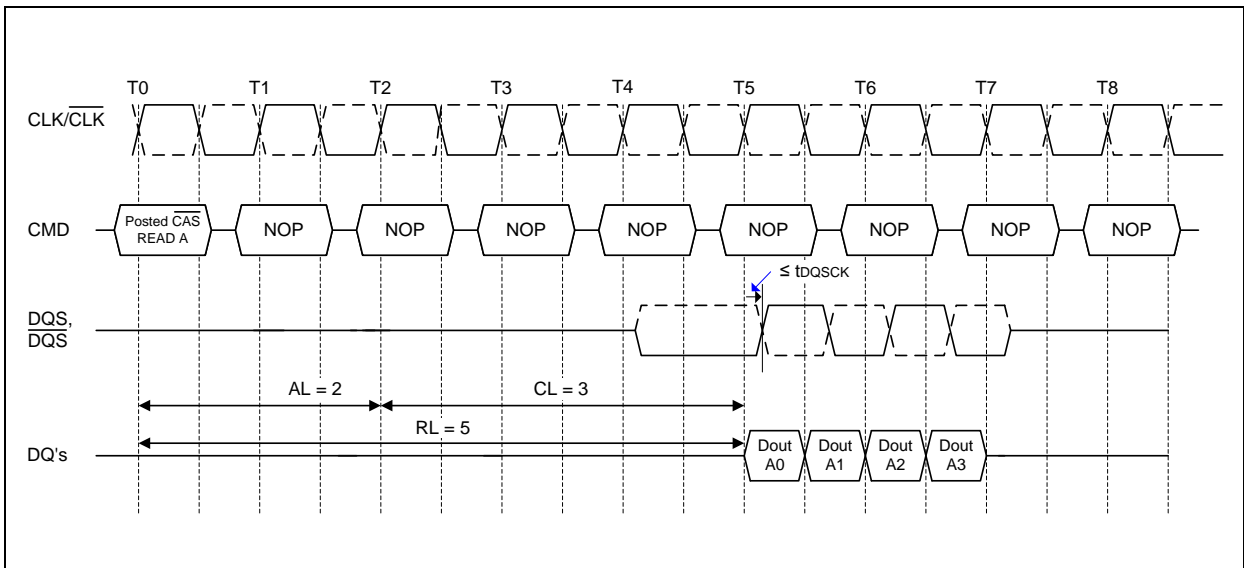 T0 T1 T2 T3 T4 T5 T6 T7 T8
CLK/CLK
CMD
Posted CAS
READ A
NOP NOP NOP NOP NOP NOP NOP NOP
≤ tDQSCK
DQS,
DQS
AL = 2 CL = 3
RL = 5
DQ's
Dout Dout Dout Dout
A0 A1 A2 A3